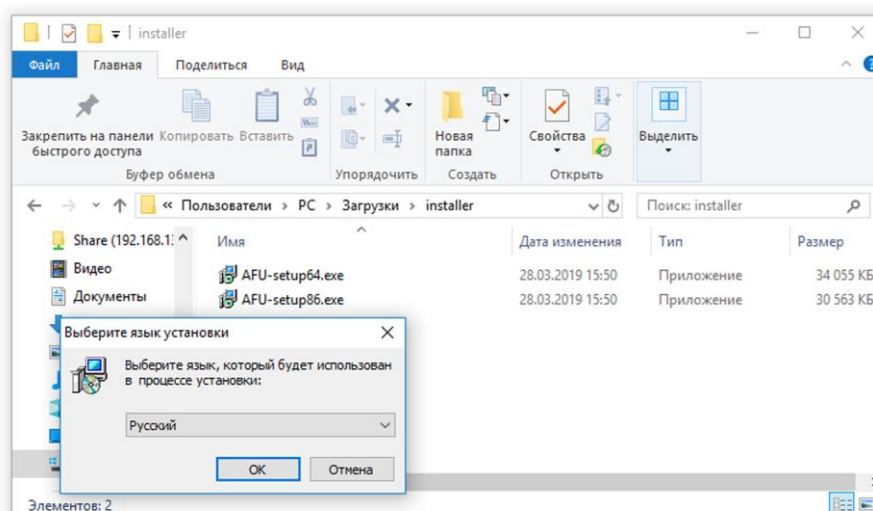 installer
Файл Главная Поделиться Вид
Закрепить на панели быстрого доступа
Копировать
Вставить
Новая папка
Свойства
Выделить
Буфер обмена
Упорядочить
Создать
Открыть
« Пользователи > PC > Загрузки > installer
Поиск: installer
Share (192.168.1:
Видео
Документы
Имя Дата изменения Тип Размер
AFU-setup64.exe 28.03.2019 15:50 Приложение 34 055 КБ
AFU-setup86.exe 28.03.2019 15:50 Приложение 30 563 КБ
Выберите язык установки
Выберите язык, который будет использован
в процессе установки:
Русский
OK Отмена
Элементов: 2